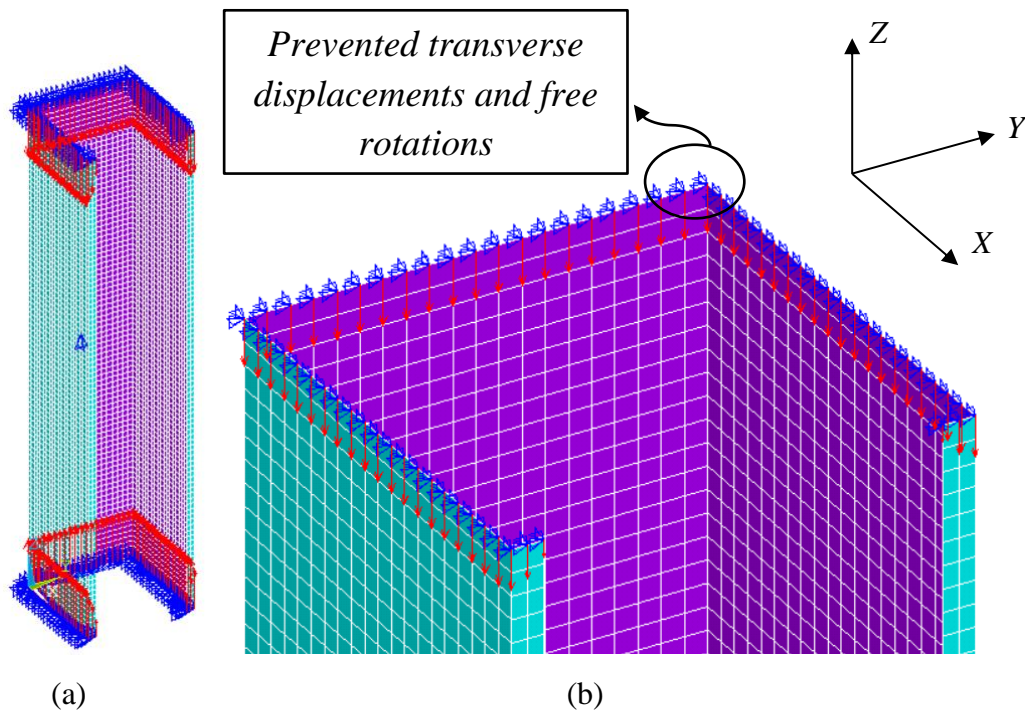 Prevented transverse
displacements and free
rotations
Z
Y
X
(a)
(b)